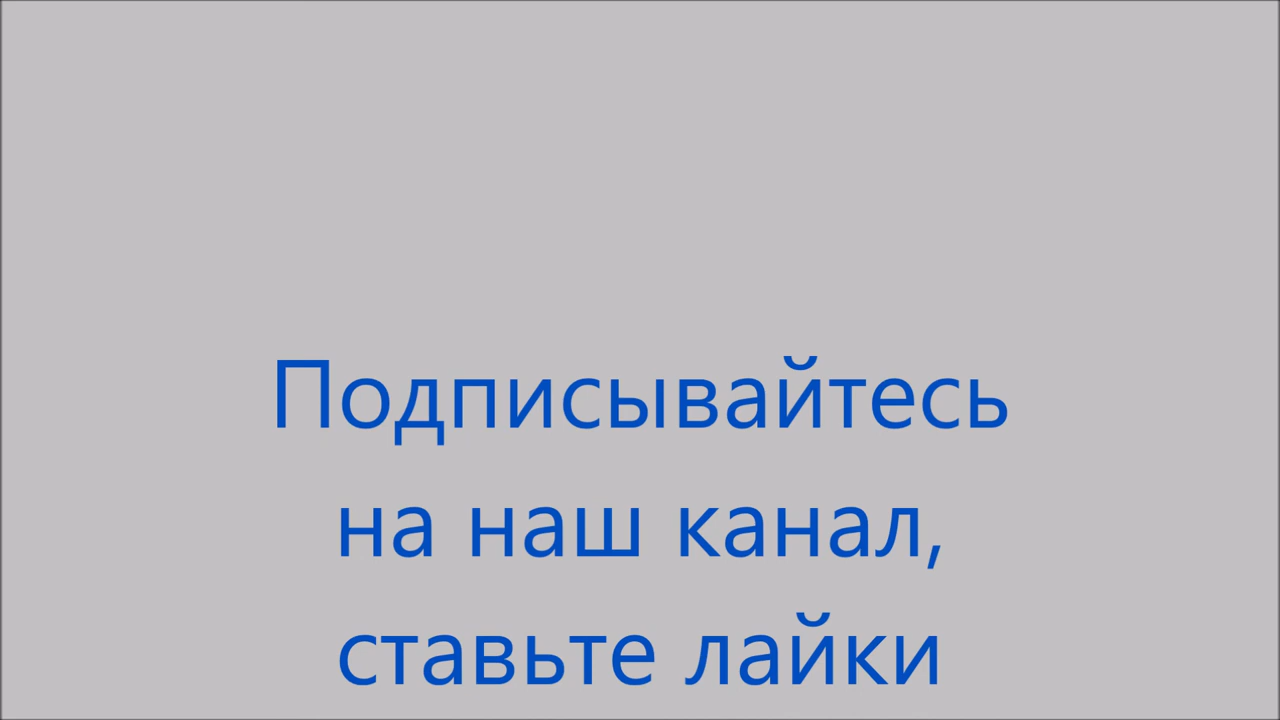 Подписывайтесь
на наш канал,
ставьте лайки